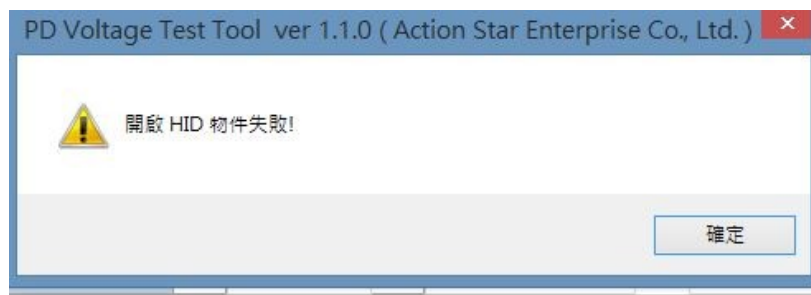 PD Voltage Test Tool ver 1.1.0 ( Action Star Enterprise Co., Ltd. )
開啟 HID 物件失敗!
確定